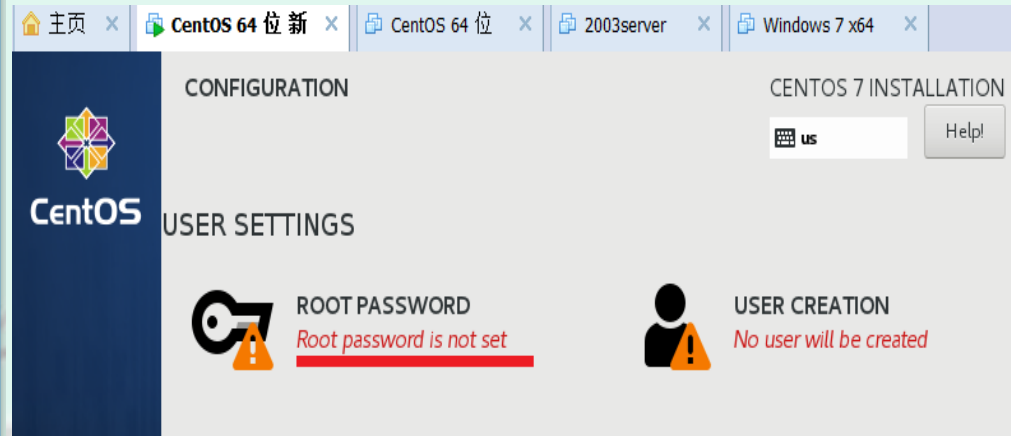 主页
CentOS 64 位 新
CentOS 64 位
2003server
Windows 7 x64
CONFIGURATION
CENTOS 7 INSTALLATION
us
Help!
CentOS
USER SETTINGS
ROOT PASSWORD
Root password is not set
USER CREATION
No user will be created